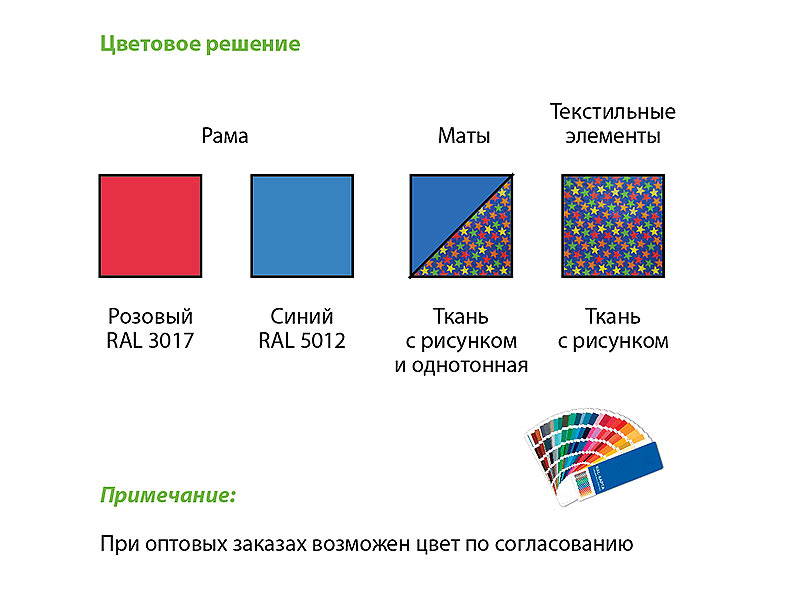 Цветовое решение
Рама
Маты
Текстильные
элементы
Розовый
RAL 3017
Синий
RAL 5012
Ткань
с рисунком
и однотонная
Ткань
с рисунком
Примечание:
При оптовых заказах возможен цвет по согласованию